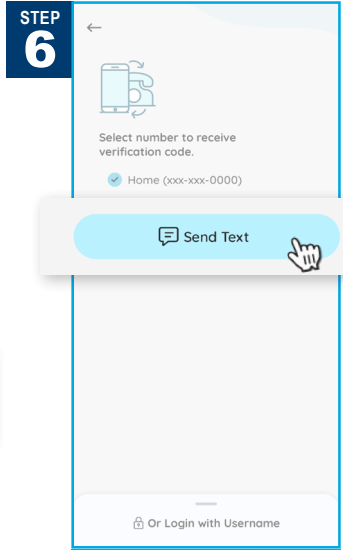 STEP
6
Select number to receive
verification code.
Home (xxx-xxx-0000)
Send Text
Or Login with Username